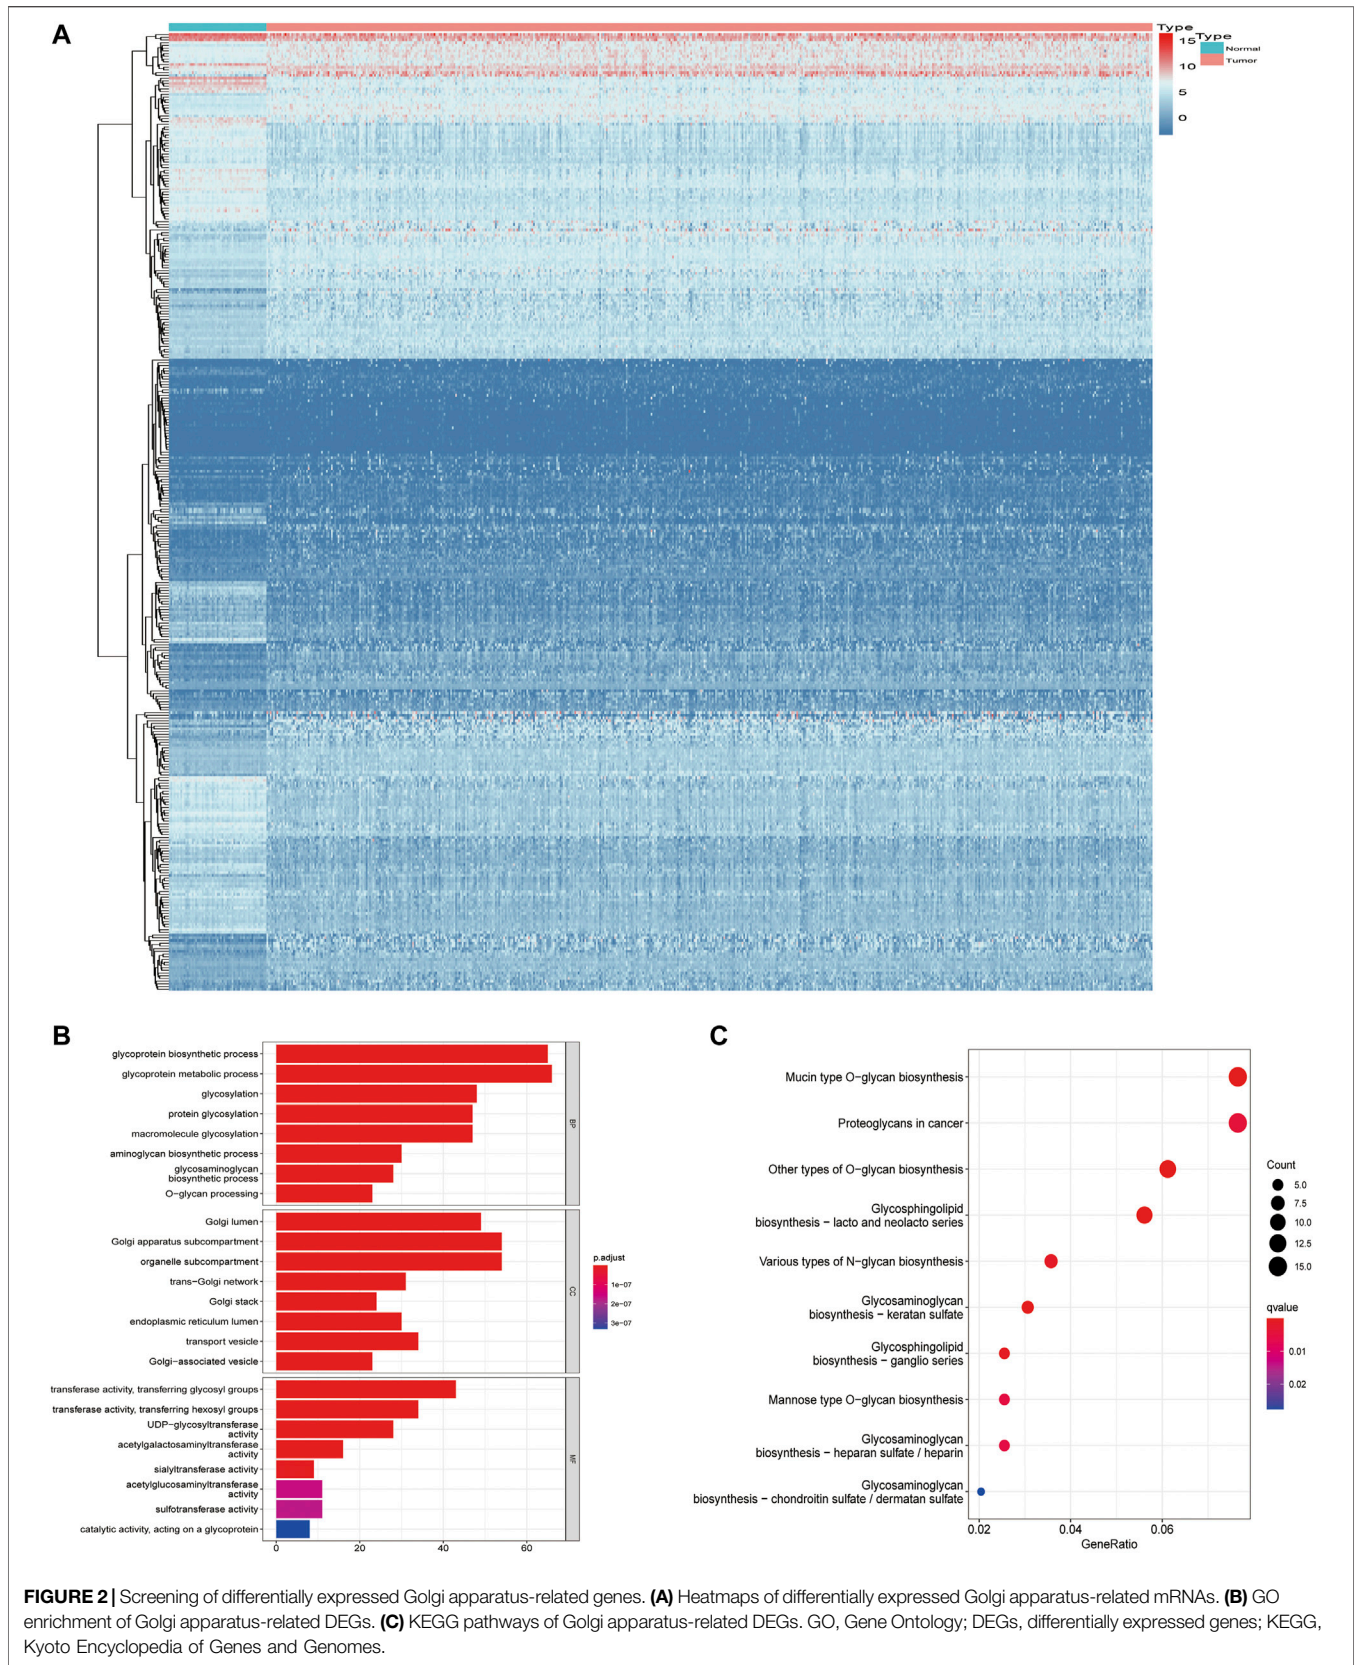 A
Type
15
10
5
0
Type
Normal
Tumor
B
glycoprotein biosynthetic process
glycoprotein metabolic process
glycosylation
protein glycosylation
macromolecule glycosylation
aminoglycan biosynthetic process
glycosaminoglycan
biosynthetic process
O−glycan processing
BP
Golgi lumen
Golgi apparatus subcompartment
organelle subcompartment
trans−Golgi network
Golgi stack
endoplasmic reticulum lumen
transport vesicle
Golgi−associated vesicle
CC
transferase activity, transferring glycosyl groups
transferase activity, transferring hexosyl groups
UDP−glycosyltransferase
activity
acetylgalactosaminyltransferase
activity
sialyltransferase activity
acetylglucosaminyltransferase
activity
sulfotransferase activity
catalytic activity, acting on a glycoprotein
MF
0 20 40 60
p.adjust
1e−07
2e−07
3e−07
C
Mucin type O−glycan biosynthesis
Proteoglycans in cancer
Other types of O−glycan biosynthesis
Glycosphingolipid
biosynthesis − lacto and neolacto series
Various types of N−glycan biosynthesis
Glycosaminoglycan
biosynthesis − keratan sulfate
Glycosphingolipid
biosynthesis − ganglio series
Mannose type O−glycan biosynthesis
Glycosaminoglycan
biosynthesis − heparan sulfate / heparin
Glycosaminoglycan
biosynthesis − chondroitin sulfate / dermatan sulfate
0.02 0.04 0.06
GeneRatio
Count
5.0
7.5
10.0
12.5
15.0
qvalue
0.01
0.02
FIGURE 2 | Screening of differentially expressed Golgi apparatus-related genes. (A) Heatmaps of differentially expressed Golgi apparatus-related mRNAs. (B) GO
enrichment of Golgi apparatus-related DEGs. (C) KEGG pathways of Golgi apparatus-related DEGs. GO, Gene Ontology; DEGs, differentially expressed genes; KEGG,
Kyoto Encyclopedia of Genes and Genomes.